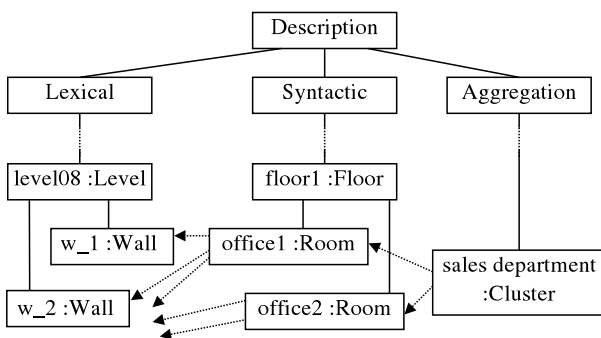 Description
Lexical
Syntactic
Aggregation
level08 :Level
floor1 :Floor
w_1 :Wall
office1 :Room
sales department
:Cluster
w_2 :Wall
office2 :Room